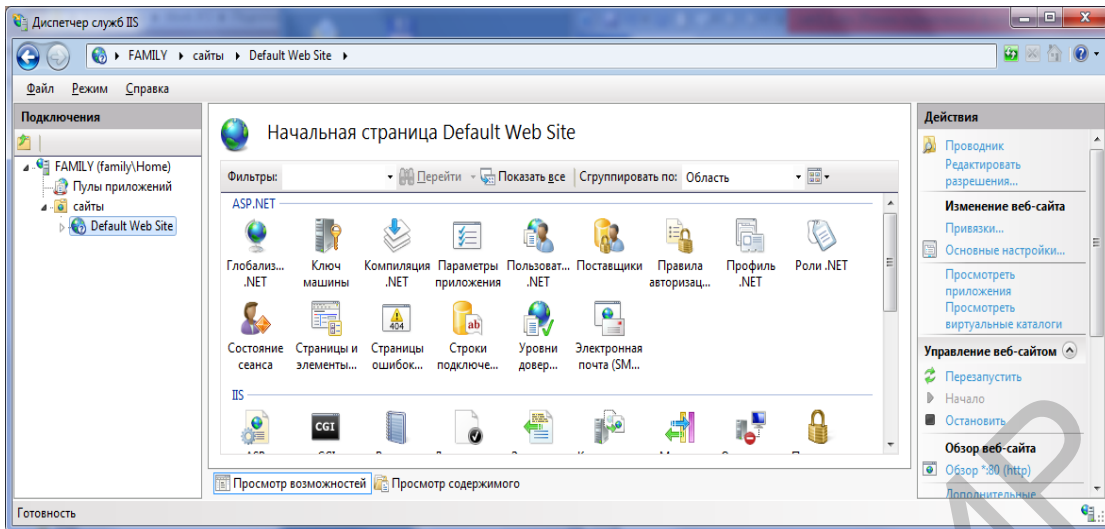 Диспетчер служб IIS
FAMILY сайты Default Web Site
Файл Режим Справка
Подключения
FAMILY (family\Home)
Пулы приложений
сайты
Default Web Site
Начальная страница Default Web Site
Фильтры: Перейти Показать все Сгруппировать по: Область
ASP.NET
Глобализ... Ключ Компиляция Параметры Пользоват... Поставщики Правила Профиль Роли .NET
.NET машины .NET приложения .NET авторизац... .NET
404 ab
Состояние Страницы и Страницы Строки Уровни Электронная
сеанса элементы... ошибок... подключе... довер... почта (SM...
IIS
CGI
Просмотр возможностей Просмотр содержимого
Действия
Проводник
Редактировать
разрешения...
Изменение веб-сайта
Привязки...
Основные настройки...
Просмотреть
приложения
Просмотреть
виртуальные каталоги
Управление веб-сайтом
Перезапустить
Начало
Остановить
Обзор веб-сайта
Обзор *:80 (http)
Дополнительные
Готовность